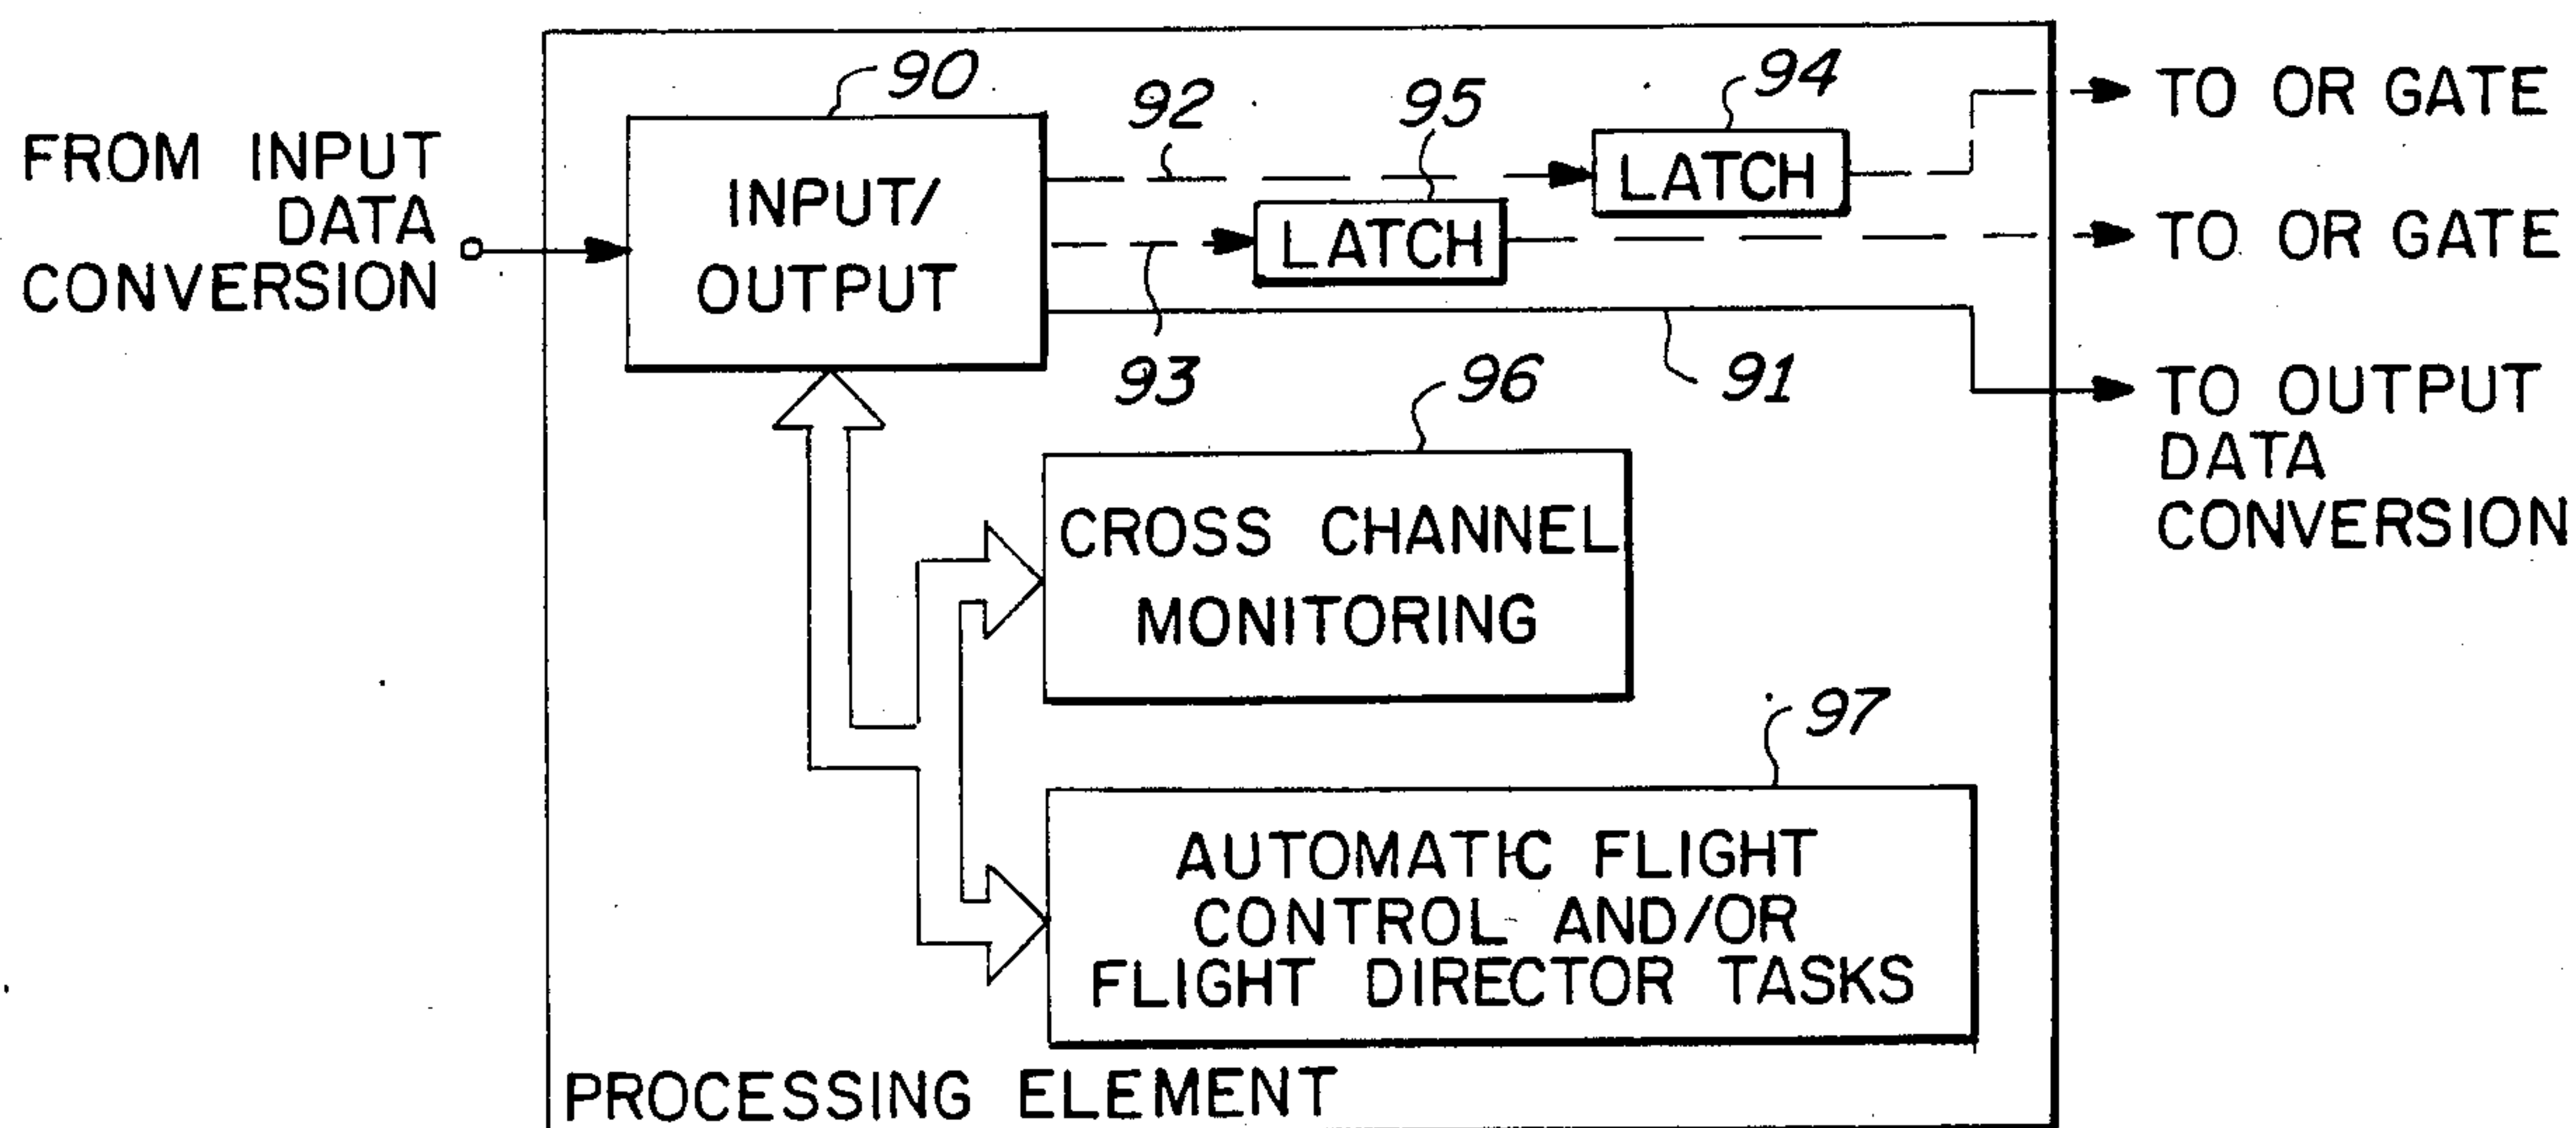 FROM INPUT
DATA
CONVERSION
90
INPUT/
OUTPUT
92
93
95
LATCH
94
LATCH
91
TO OR GATE
TO OR GATE
TO OUTPUT
DATA
CONVERSION
96
CROSS CHANNEL
MONITORING
97
AUTOMATIC FLIGHT
CONTROL AND/OR
FLIGHT DIRECTOR TASKS
PROCESSING ELEMENT